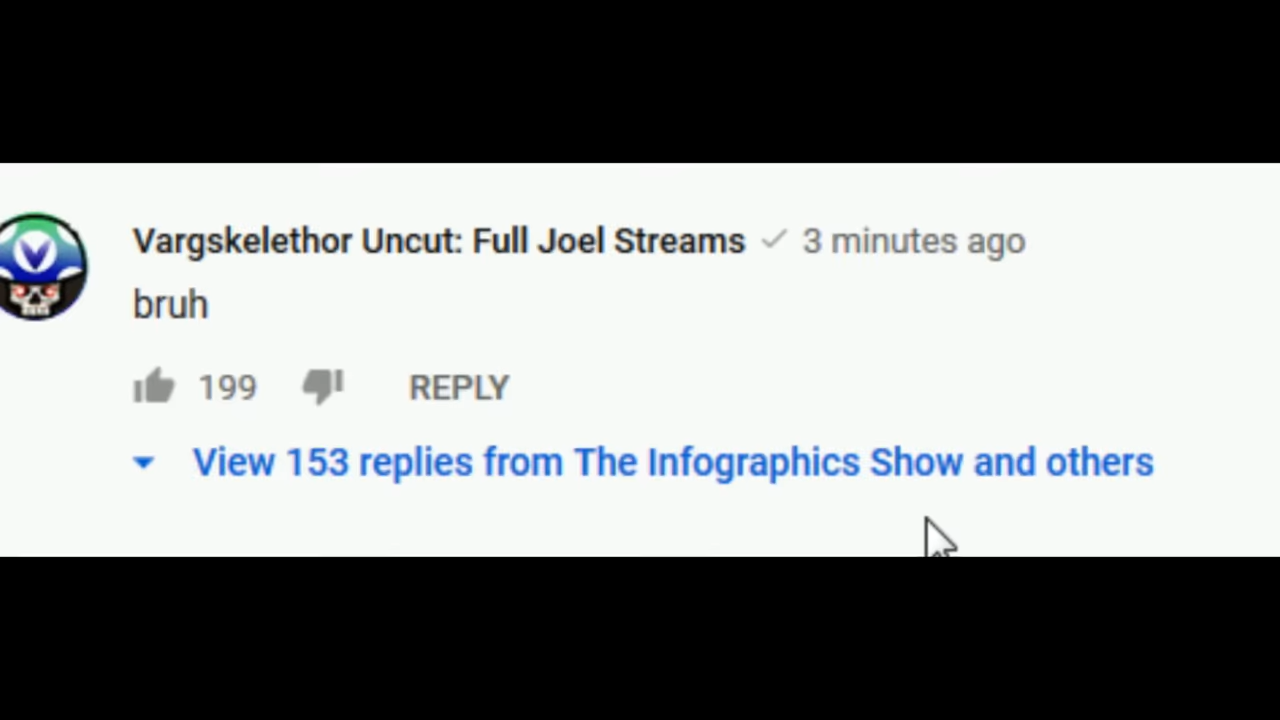 Vargskelethor Uncut: Full Joel Streams 3 minutes ago
bruh
199 REPLY
View 153 replies from The Infographics Show and others